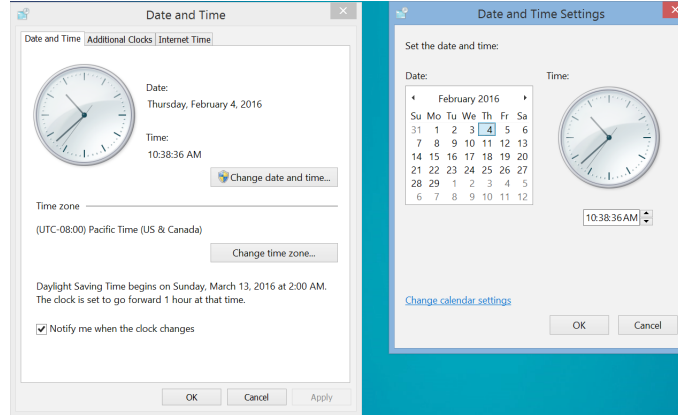 Date and Time
Date and Time Additional Clocks Internet Time
Date:
Thursday, February 4, 2016
Time:
10:38:36 AM
Change date and time...
Time zone
(UTC-08:00) Pacific Time (US & Canada)
Change time zone...
Daylight Saving Time begins on Sunday, March 13, 2016 at 2:00 AM.
The clock is set to go forward 1 hour at that time.
Notify me when the clock changes
OK Cancel Apply
Date and Time Settings
Set the date and time:
Date: Time:
February 2016
Su Mo Tu We Th Fr Sa
31 1 2 3 4 5 6
7 8 9 10 11 12 13
14 15 16 17 18 19 20
21 22 23 24 25 26 27
28 29 1 2 3 4 5
6 7 8 9 10 11 12
10:38:36 AM
Change calendar settings
OK Cancel